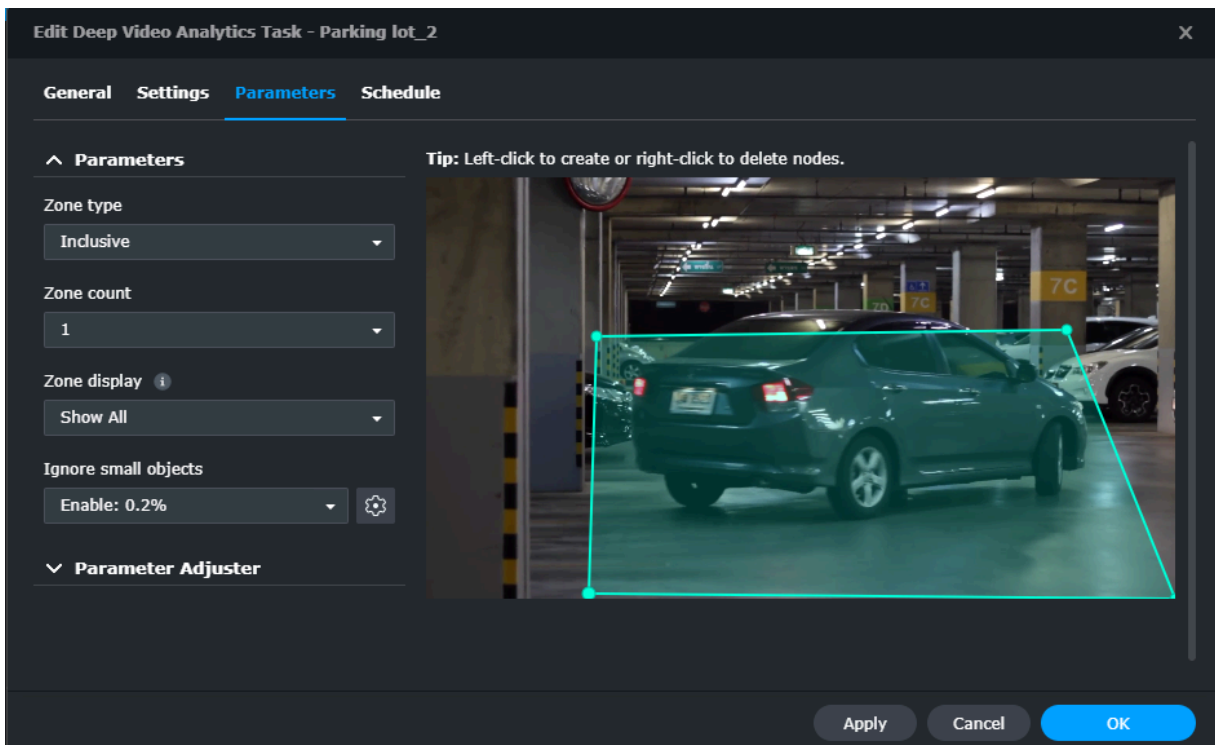 Edit Deep Video Analytics Task - Parking lot_2
X
General Settings Parameters Schedule
Parameters
Tip: Left-click to create or right-click to delete nodes.
Zone type
Inclusive
Zone count
1
Zone display i
Show All
Ignore small objects
Enable: 0.2%
Parameter Adjuster
7C
7D
7C
Apply Cancel OK